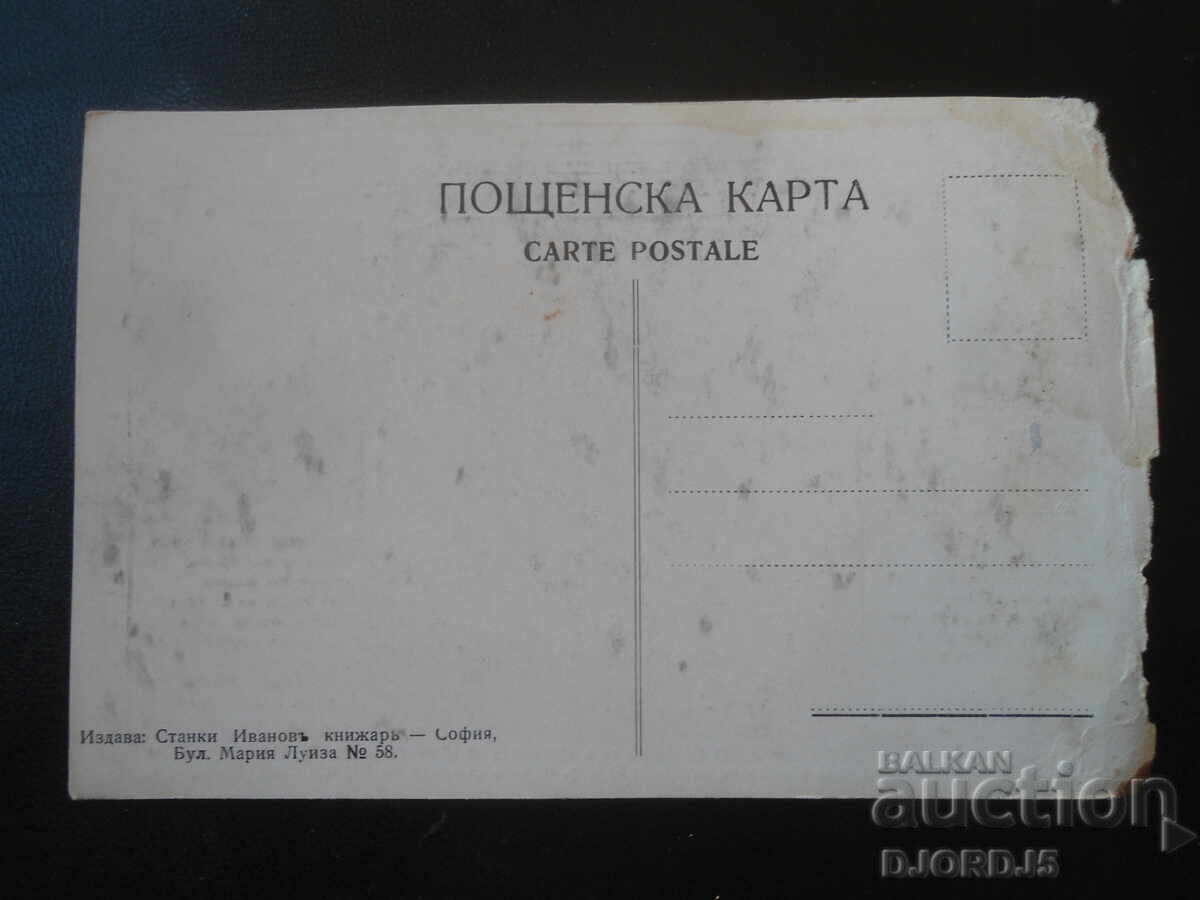 ПОЩЕНСКА КАРТА
CARTE POSTALE
Издава: Станки Ивановъ книжарь — София,
Бул. Мария Луиза № 58.
BALKAN
auction
DJORDJ5